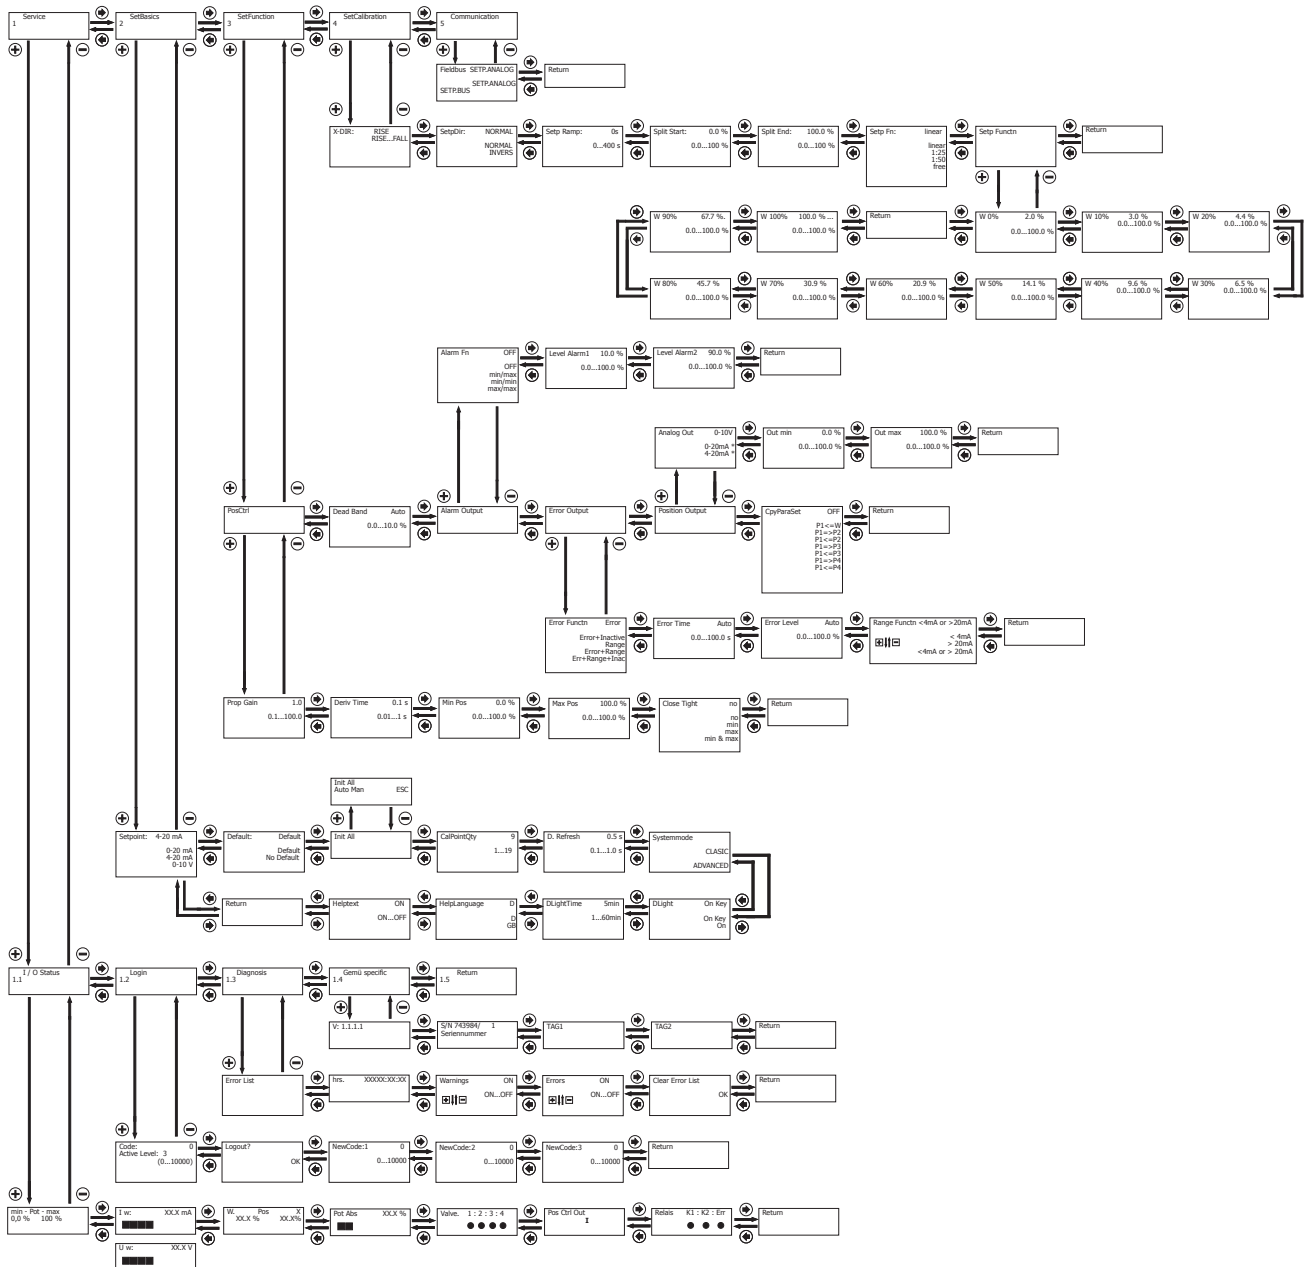 Service
1
SetBasics
2
SetFunction
3
SetCalibration
4
Communication
5
Fieldbus SETP.ANALOG
SETP.ANALOG
SETP.BUS
Return
X-DIR: RISE
RISE...FALL
SetpDir: NORMAL
NORMAL
INVERS
Setp Ramp: 0s
0...400 s
Split Start: 0.0 %
0.0...100 %
Split End: 100.0 %
0.0...100 %
Setp Fn: linear
linear
1:25
1:50
free
Setp Functn
Return
W 90% 67.7 %.
0.0...100.0 %
W 100% 100.0 % ...
0.0...100.0 %
Return
W 0% 2.0 %
0.0...100.0 %
W 10% 3.0 %
0.0...100.0 %
W 20% 4.4 %
0.0...100.0 %
W 80% 45.7 %
0.0...100.0 %
W 70% 30.9 %
0.0...100.0 %
W 60% 20.9 %
0.0...100.0 %
W 50% 14.1 %
0.0...100.0 %
W 40% 9.6 %
0.0...100.0 %
W 30% 6.5 %
0.0...100.0 %
Alarm Fn OFF
OFF
min/max
min/min
max/max
Level Alarm1 10.0 %
0.0...100.0 %
Level Alarm2 90.0 %
0.0...100.0 %
Return
Analog Out 0-10V
0-20mA *
4-20mA *
Out min 0.0 %
0.0...100.0 %
Out max 100.0 %
0.0...100.0 %
Return
PosCtrl
Dead Band Auto
0.0...10.0 %
Alarm Output
Error Output
Position Output
CpyParaSet OFF
P1<=W
P1=>P2
P1<=P2
P1=>P3
P1<=P3
P1=>P4
P1<=P4
Return
Error Functn Error
Error+Inactive
Range
Error+Range
Err+Range+Inac
Error Time Auto
0.0...100.0 s
Error Level Auto
0.0...100.0 %
Range Functn <4mA or >20mA
< 4mA
> 20mA
<4mA or > 20mA
Return
Prop Gain 1.0
0.1...100.0
Deriv Time 0.1 s
0.01...1 s
Min Pos 0.0 %
0.0...100.0 %
Max Pos 100.0 %
0.0...100.0 %
Close Tight no
no
min
max
min & max
Return
Init All
Auto Man ESC
Setpoint: 4-20 mA
0-20 mA
4-20 mA
0-10 V
Default: Default
Default
No Default
Init All
CalPointQty 9
1...19
D. Refresh 0.5 s
0.1...1.0 s
Systemmode
CLASIC
ADVANCED
Return
Helptext ON
ON...OFF
HelpLanguage D
D
GB
DLightTime 5min
1...60min
DLight On Key
On Key
On
I / O Status
1.1
Login
1.2
Diagnosis
1.3
Gemü specific
1.4
Return
1.5
V: 1.1.1.1
S/N 743984/ 1
Seriennummer
TAG1
TAG2
Return
Error List
hrs. XXXXX:XX:XX
Warnings ON
ON...OFF
Errors ON
ON...OFF
Clear Error List
OK
Return
Code: 0
Active Level: 3
(0...10000)
Logout?
OK
NewCode:1 0
0...10000
NewCode:2 0
0...10000
NewCode:3 0
0...10000
Return
min - Pot - max
0,0 % 100 %
I w: XX.X mA
W. Pos X
XX.X % XX.X%
Pot Abs XX.X %
Valve. 1 : 2 : 3 : 4
Pos Ctrl Out
I
Relais K1 : K2 : Err
Return
U w: XX.X V